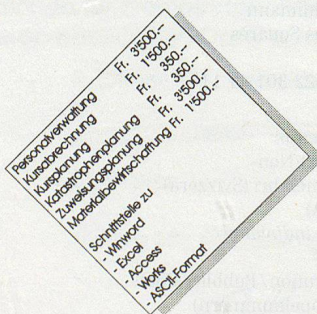 Personalverwaltung Fr. 3'500.–
Kursabrechnung Fr. 1'500.–
Kursplanung Fr. 350.–
Katastrophenplanung Fr. 350.–
Zuweisungsplanung Fr. 3'500.–
Materialbewirtschaftung Fr. 1'500.–
Schnittstelle zu
- Winword
- Excel
- Access
- Works
- ASCII-Format